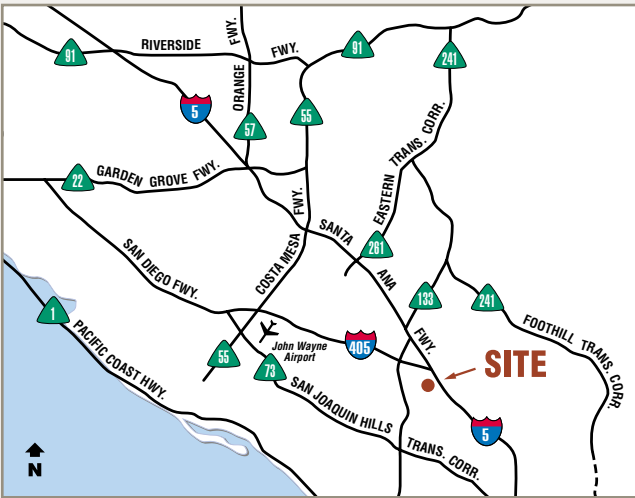 91
RIVERSIDE
FWY.
91
241
ORANGE
FWY.
5
57
55
22
GARDEN GROVE FWY.
COSTA MESA
FWY.
EASTERN
TRANS. CORR.
261
SANTA
ANA
FWY.
SAN DIEGO FWY.
133
241
FOOTHILL TRANS. CORR.
1
PACIFIC COAST HWY.
John Wayne
Airport
405
55
73
SITE
SAN JOAQUIN HILLS
TRANS. CORR.
5
N